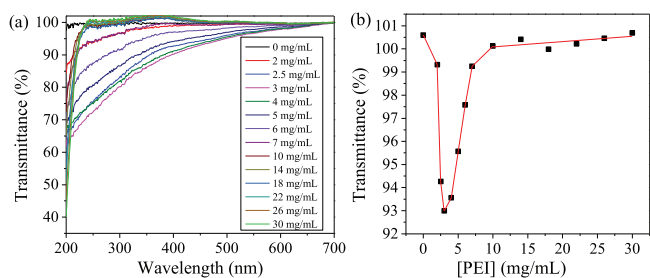 (a)
Transmittance (%)
100
90
80
70
60
50
40
0 mg/mL
2 mg/mL
2.5 mg/mL
3 mg/mL
4 mg/mL
5 mg/mL
6 mg/mL
7 mg/mL
10 mg/mL
14 mg/mL
18 mg/mL
22 mg/mL
26 mg/mL
30 mg/mL
200 300 400 500 600 700
Wavelength (nm)
(b)
Transmittance (%)
102
101
100
99
98
97
96
95
94
93
92
0 5 10 15 20 25 30
[PEI] (mg/mL)